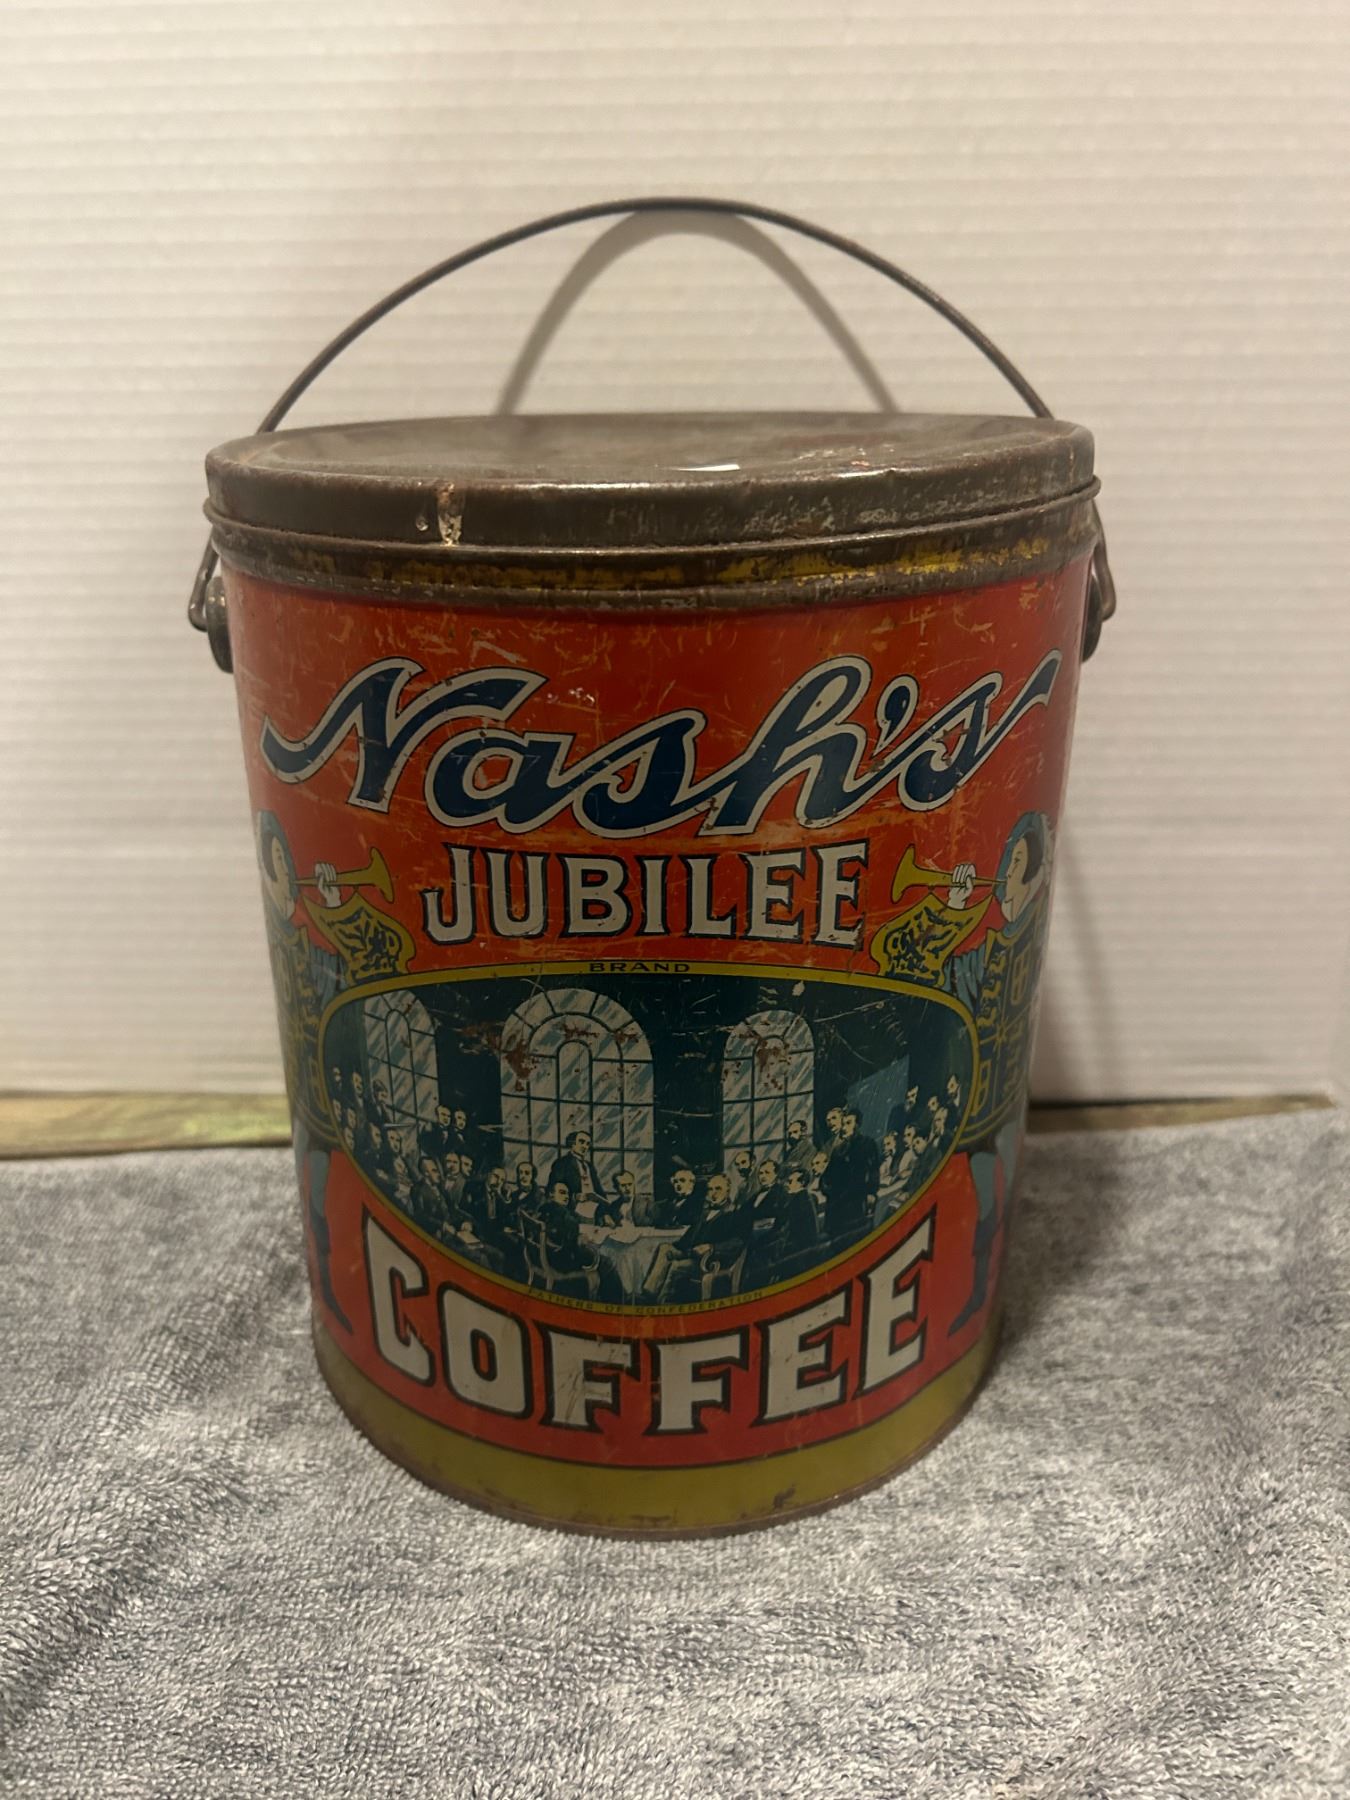 Nash's
JUBILEE
BRAND
FATHERS OF CONFEDERATION
COFFEE